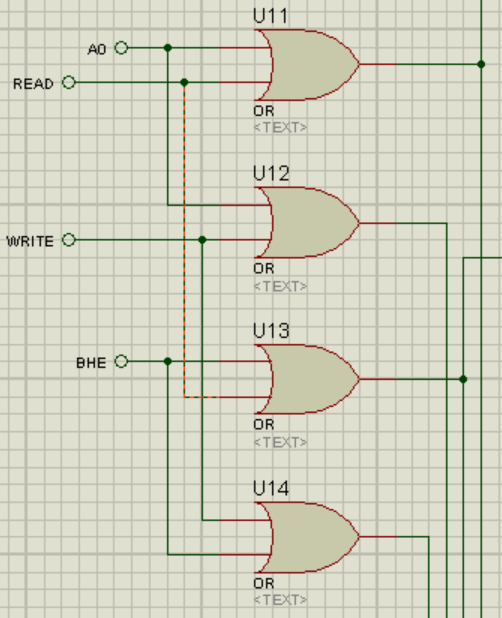 U11
A0
READ
OR
<TEXT>
U12
WRITE
OR
<TEXT>
U13
BHE
OR
<TEXT>
U14
OR
<TEXT>